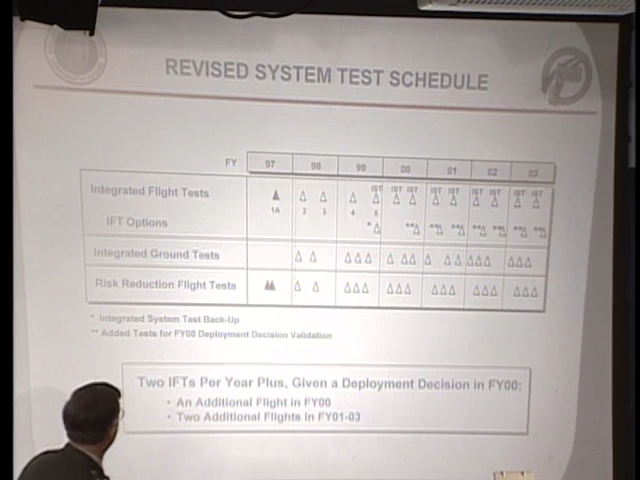 REVISED SYSTEM TEST SCHEDULE
FY 97 98 99 00 01 02 03
Integrated Flight Tests
IST IST IST IST IST IST IST IST IST
1A 2 3 4 5
IFT Options
* ** ** ** ** ** ** **
Integrated Ground Tests
Risk Reduction Flight Tests
* Integrated System Test Back-Up
** Added Tests for FY00 Deployment Decision Validation
Two IFTs Per Year Plus, Given a Deployment Decision in FY00:
• An Additional Flight in FY00
• Two Additional Flights in FY01-03